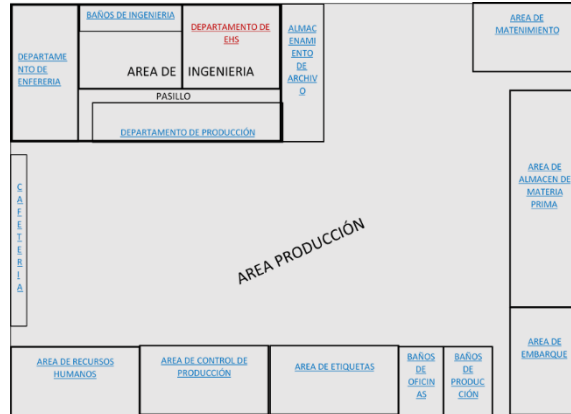 BAÑOS DE INGENIERIA
DEPARTAMENTO DE
EHS
ALMAC
ENAMI
ENTO
DE
ARCHIV
O
AREA DE
MATENIMIENTO
DEPARTAME
NTO DE
ENFERERIA
AREA DE INGENIERIA
PASILLO
DEPARTAMENTO DE PRODUCCIÓN
AREA DE
ALMACEN DE
MATERIA
PRIMA
C
A
F
E
T
E
R
I
A
AREA PRODUCCIÓN
AREA DE RECURSOS
HUMANOS
AREA DE CONTROL DE
PRODUCCIÓN
AREA DE ETIQUETAS
BAÑOS
DE
OFICIN
AS
BAÑOS
DE
PRODUC
CIÓN
AREA DE
EMBARQUE